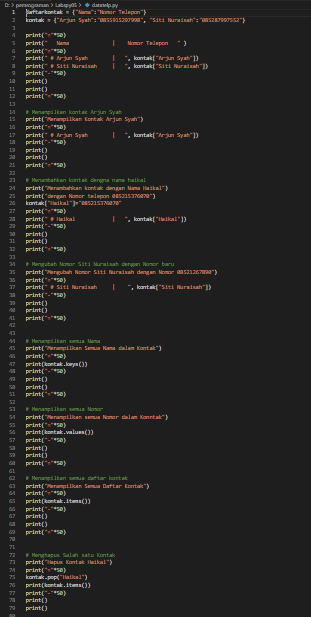 D: > pemrograman > Labspy05 > datatelp.py
1 daftarkontak = {"Nama":"Nomor Telepon"}
2 kontak = {"Arjun Syah":"0855915297998", "Siti Nuraisah":"085287997552"}
3
4 print("="*50)
5 print("   Nama   |   Nomor Telepon   " )
6 print("="*50)
7 print(" # Arjun Syah   |   ", kontak["Arjun Syah"])
8 print(" # Siti Nuraisah   |   ", kontak["Siti Nuraisah"])
9 print("-"*50)
10 print()
11 print()
12 print("="*50)
13
14 # Menampilkan kontak Arjun Syah
15 print("Menampilkan Kontak Arjun Syah")
16 print("="*50)
17 print(" # Arjun Syah   |   ", kontak["Arjun Syah"])
18 print("-"*50)
19 print()
20 print()
21 print("="*50)
22
23 # Menambahkan kontak dengna nama haikal
24 print("Menambahkan kontak dengan Nama Haikal")
25 print("dengan Nomor telepon 085215376070")
26 kontak["Haikal"]="085215376070"
27 print("="*50)
28 print(" # Haikal   |   ", kontak["Haikal"])
29 print("-"*50)
30 print()
31 print()
32 print("="*50)
33
34 # Mengubah Nomor Siti Nuraisah dengan Nomor baru
35 print("Mengubah Nomor Siti Nuraisah dengan Nomor 08521267890")
36 print("="*50)
37 print(" # Siti Nuraisah   |   ", kontak["Siti Nuraisah"])
38 print("-"*50)
39 print()
40 print()
41 print("="*50)
42
43
44 # Menampilkan semua Nama
45 print("Menampilkan Semua Nama dalam Kontak")
46 print("="*50)
47 print(kontak.keys())
48 print("-"*50)
49 print()
50 print()
51 print("="*50)
52
53 # Menampilkan semua Nomor
54 print("Menampilkan semua Nomor dalam Konntak")
55 print("="*50)
56 print(kontak.values())
57 print("-"*50)
58 print()
59 print()
60 print("="*50)
61
62 # Menampilkan semua daftar kontak
63 print("Menampilkan Semua Daftar Kontak")
64 print("="*50)
65 print(kontak.items())
66 print("-"*50)
67 print()
68 print()
69 print("="*50)
70
71
72 # Menghapus Salah satu Kontak
73 print("Hapus Kontak Haikal")
74 print("="*50)
75 kontak.pop("Haikal")
76 print(kontak.items())
77 print("-"*50)
78 print()
79 print()
80